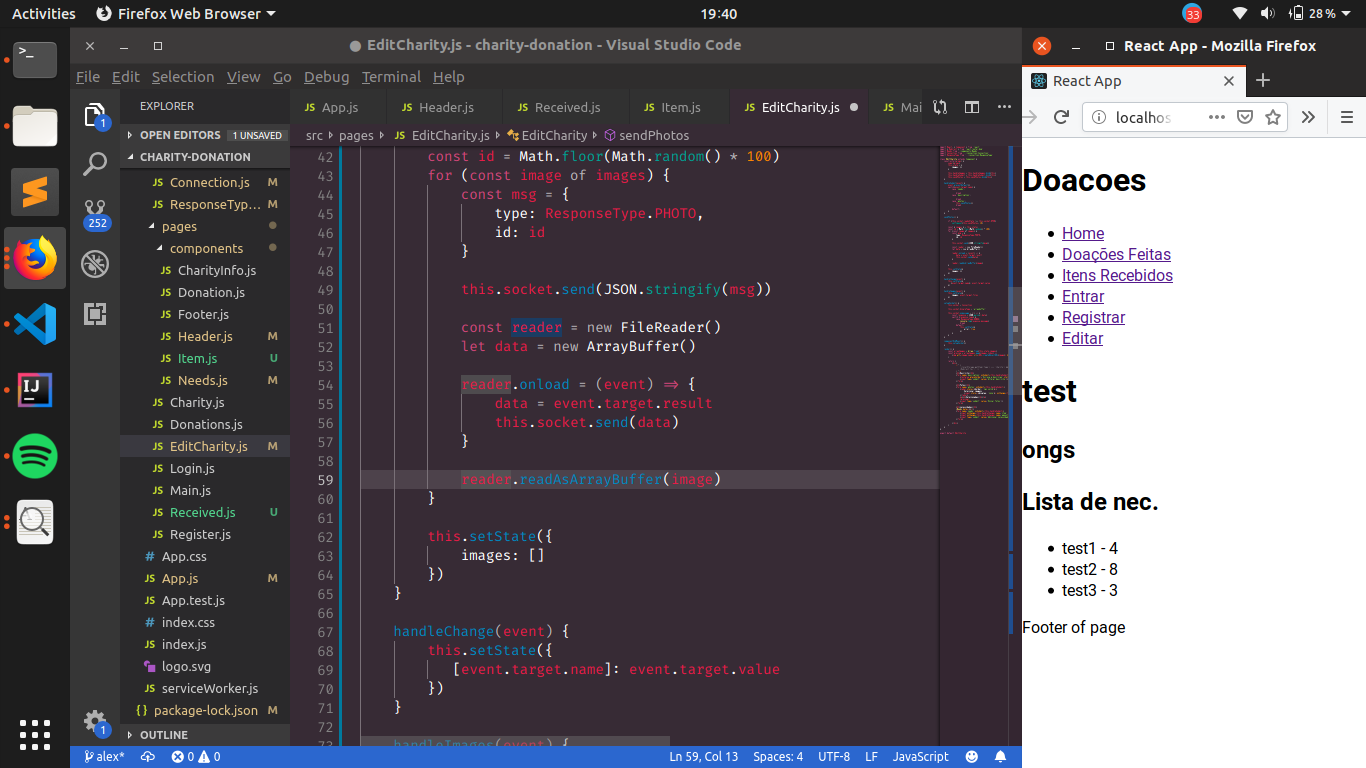 Activities Firefox Web Browser 19:40 33 28%
EditCharity.js - charity-donation - Visual Studio Code
File Edit Selection View Go Debug Terminal Help
EXPLORER
OPEN EDITORS 1 UNSAVED
CHARITY-DONATION
JS Connection.js M
JS ResponseTyp... M
pages
components
JS CharityInfo.js
JS Donation.js
JS Footer.js
JS Header.js M
JS Item.js U
JS Needs.js M
JS Charity.js
JS Donations.js
JS EditCharity.js M
JS Login.js
JS Main.js
JS Received.js U
JS Register.js
# App.css
JS App.js M
JS App.test.js
# index.css
JS index.js
logo.svg
JS serviceWorker.js
{} package-lock.json M
OUTLINE
1
252
1
JS App.js JS Header.js JS Received.js JS Item.js JS EditCharity.js JS Mai ...
src › pages › JS EditCharity.js › EditCharity › sendPhotos
42 const id = Math.floor(Math.random() * 100)
43 for (const image of images) {
44 const msg = {
45 type: ResponseType.PHOTO,
46 id: id
47 }
48
49 this.socket.send(JSON.stringify(msg))
50
51 const reader = new FileReader()
52 let data = new ArrayBuffer()
53
54 reader.onload = (event) => {
55 data = event.target.result
56 this.socket.send(data)
57 }
58
59 reader.readAsArrayBuffer(image)
60 }
61
62 this.setState({
63 images: []
64 })
65 }
66
67 handleChange(event) {
68 this.setState({
69 [event.target.name]: event.target.value
70 })
71 }
72
73 handleImages(event) {
alex* 0 0 Ln 59, Col 13 Spaces: 4 UTF-8 LF JavaScript
React App - Mozilla Firefox
React App
localhos
Doacoes
Home
Doações Feitas
Itens Recebidos
Entrar
Registrar
Editar
test
ongs
Lista de nec.
test1 - 4
test2 - 8
test3 - 3
Footer of page